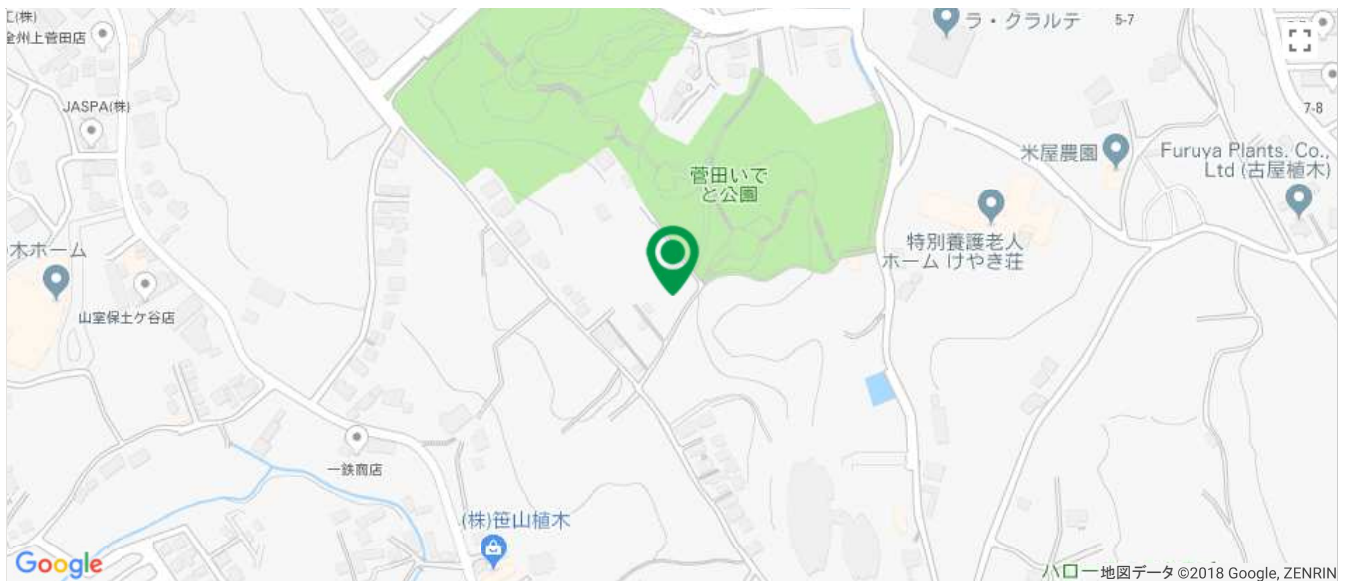 工(株)
金州上菅田店
ラ・クラルテ
5-7
JASPA(株)
7-8
米屋農園
Furuya Plants. Co.,
Ltd (古屋植木)
菅田いで
と公園
特別養護老人
ホーム けやき荘
木ホーム
山室保土ケ谷店
一鉄商店
(株)笹山植木
Google
ハロー
地図データ ©2018 Google, ZENRIN